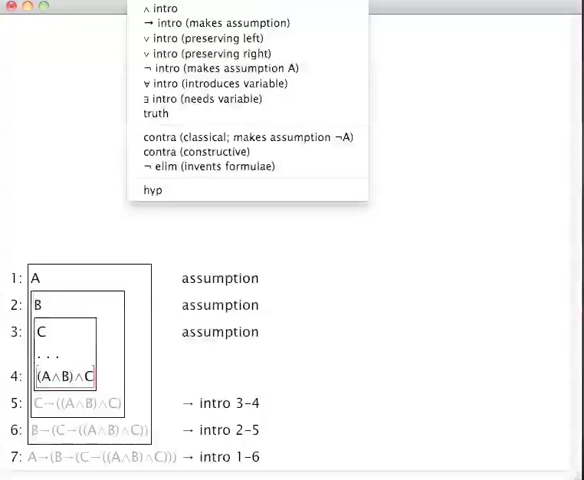 ∧ intro
→ intro (makes assumption)
∨ intro (preserving left)
∨ intro (preserving right)
¬ intro (makes assumption A)
∀ intro (introduces variable)
∃ intro (needs variable)
truth
contra (classical; makes assumption ¬A)
contra (constructive)
¬ elim (invents formulae)
hyp
1: A assumption
2: B assumption
3: C assumption
. . .
4: (A∧B)∧C
5: C→((A∧B)∧C) → intro 3-4
6: B→(C→((A∧B)∧C)) → intro 2-5
7: A→(B→(C→((A∧B)∧C))) → intro 1-6